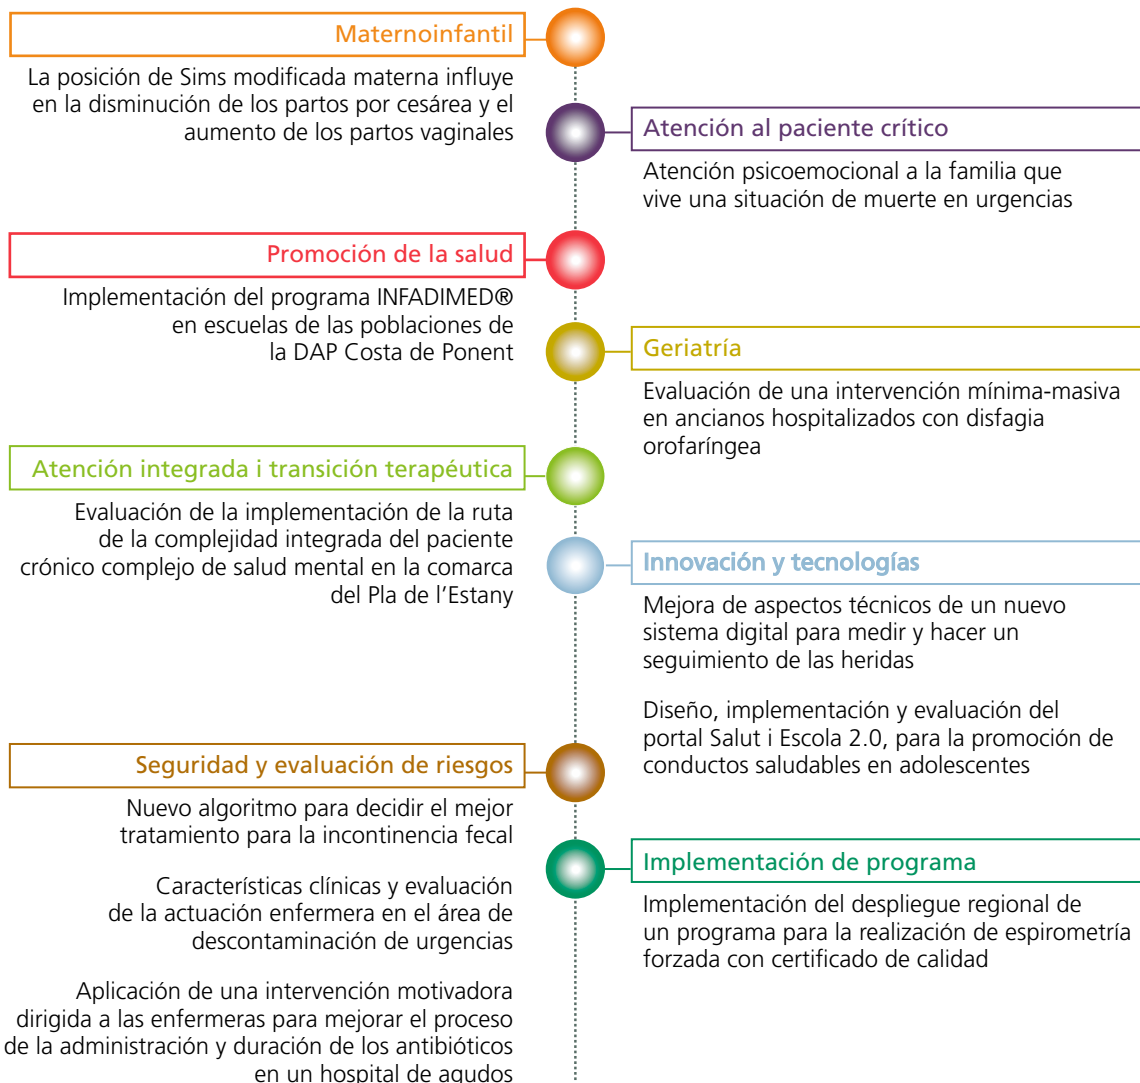 Maternoinfantil
La posición de Sims modificada materna influye
en la disminución de los partos por cesárea y el
aumento de los partos vaginales
Atención al paciente crítico
Atención psicoemocional a la familia que
vive una situación de muerte en urgencias
Promoción de la salud
Implementación del programa INFADIMED®
en escuelas de las poblaciones de
la DAP Costa de Ponent
Geriatría
Evaluación de una intervención mínima-masiva
en ancianos hospitalizados con disfagia
orofaríngea
Atención integrada i transición terapéutica
Evaluación de la implementación de la ruta
de la complejidad integrada del paciente
crónico complejo de salud mental en la comarca
del Pla de l’Estany
Innovación y tecnologías
Mejora de aspectos técnicos de un nuevo
sistema digital para medir y hacer un
seguimiento de las heridas
Diseño, implementación y evaluación del
portal Salut i Escola 2.0, para la promoción de
conductos saludables en adolescentes
Seguridad y evaluación de riesgos
Nuevo algoritmo para decidir el mejor
tratamiento para la incontinencia fecal
Características clínicas y evaluación
de la actuación enfermera en el área de
descontaminación de urgencias
Aplicación de una intervención motivadora
dirigida a las enfermeras para mejorar el proceso
de la administración y duración de los antibióticos
en un hospital de agudos
Implementación de programa
Implementación del despliegue regional de
un programa para la realización de espirometría
forzada con certificado de calidad